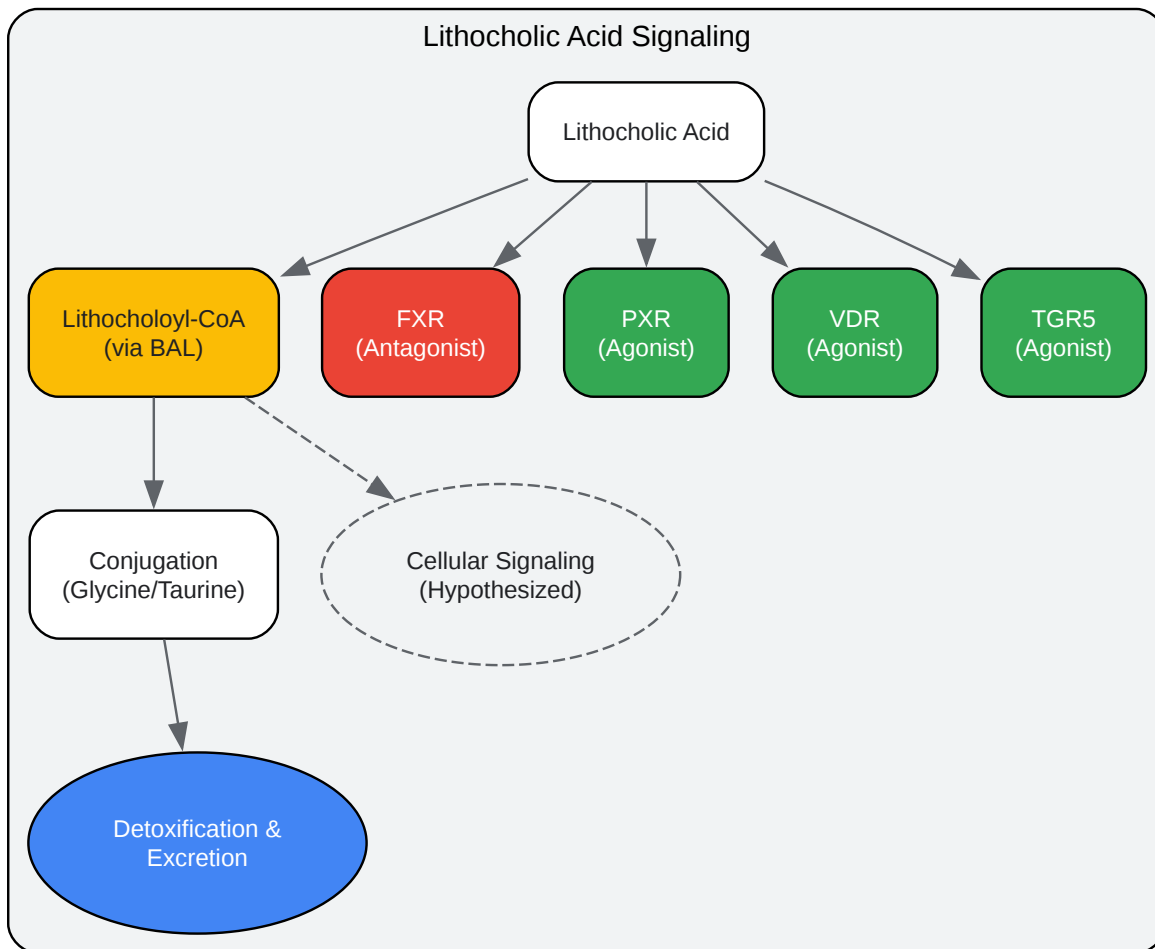 Lithocholic Acid Signaling
Lithocholic Acid
Lithocholoyl-CoA
(via BAL)
FXR
(Antagonist)
PXR
(Agonist)
VDR
(Agonist)
TGR5
(Agonist)
Conjugation
(Glycine/Taurine)
Cellular Signaling
(Hypothesized)
Detoxification &
Excretion